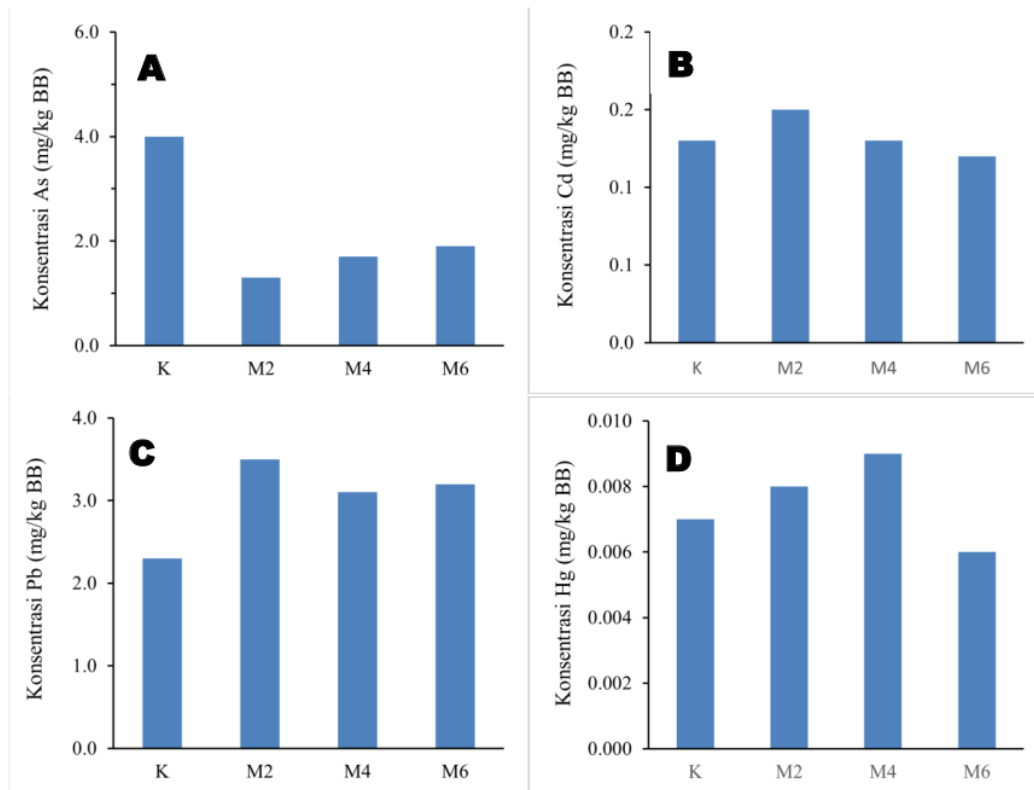 A
Konsentrasi As (mg/kg BB)
6.0
4.0
2.0
0.0
K M2 M4 M6
B
Konsentrasi Cd (mg/kg BB)
0.2
0.2
0.1
0.1
0.0
K M2 M4 M6
C
Konsentrasi Pb (mg/kg BB)
4.0
3.0
2.0
1.0
0.0
K M2 M4 M6
D
Konsentrasi Hg (mg/kg BB)
0.010
0.008
0.006
0.004
0.002
0.000
K M2 M4 M6